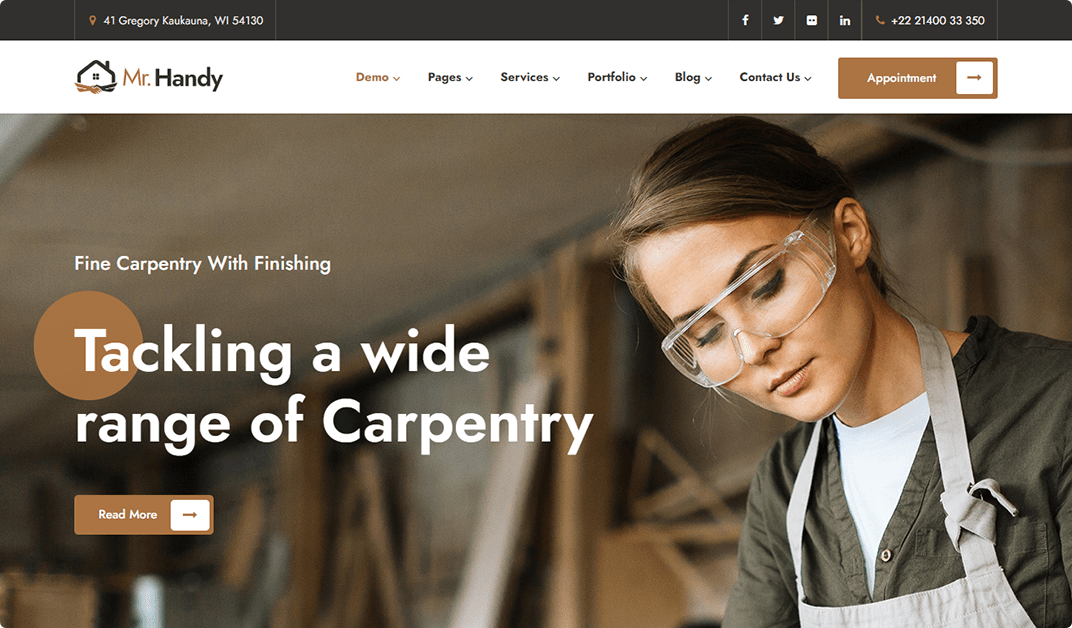 41 Gregory Kaukauna, WI 54130
+22 21400 33 350
Mr. Handy
Demo
Pages
Services
Portfolio
Blog
Contact Us
Appointment
Fine Carpentry With Finishing
Tackling a wide
range of Carpentry
Read More